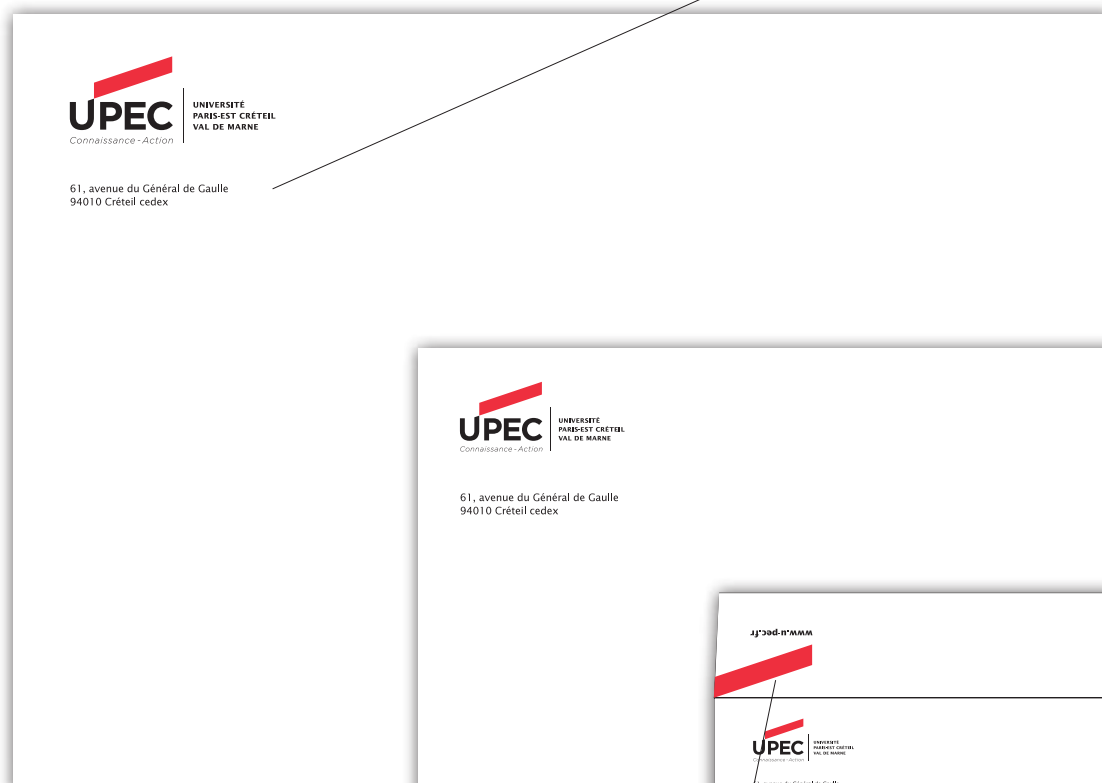 UPEC
Connaissance - Action
UNIVERSITÉ
PARIS-EST CRÉTEIL
VAL DE MARNE
61, avenue du Général de Gaulle
94010 Créteil cedex
UPEC
Connaissance - Action
UNIVERSITÉ
PARIS-EST CRÉTEIL
VAL DE MARNE
61, avenue du Général de Gaulle
94010 Créteil cedex
www.u-pec.fr
UPEC
Connaissance - Action
UNIVERSITÉ
PARIS-EST CRÉTEIL
VAL DE MARNE